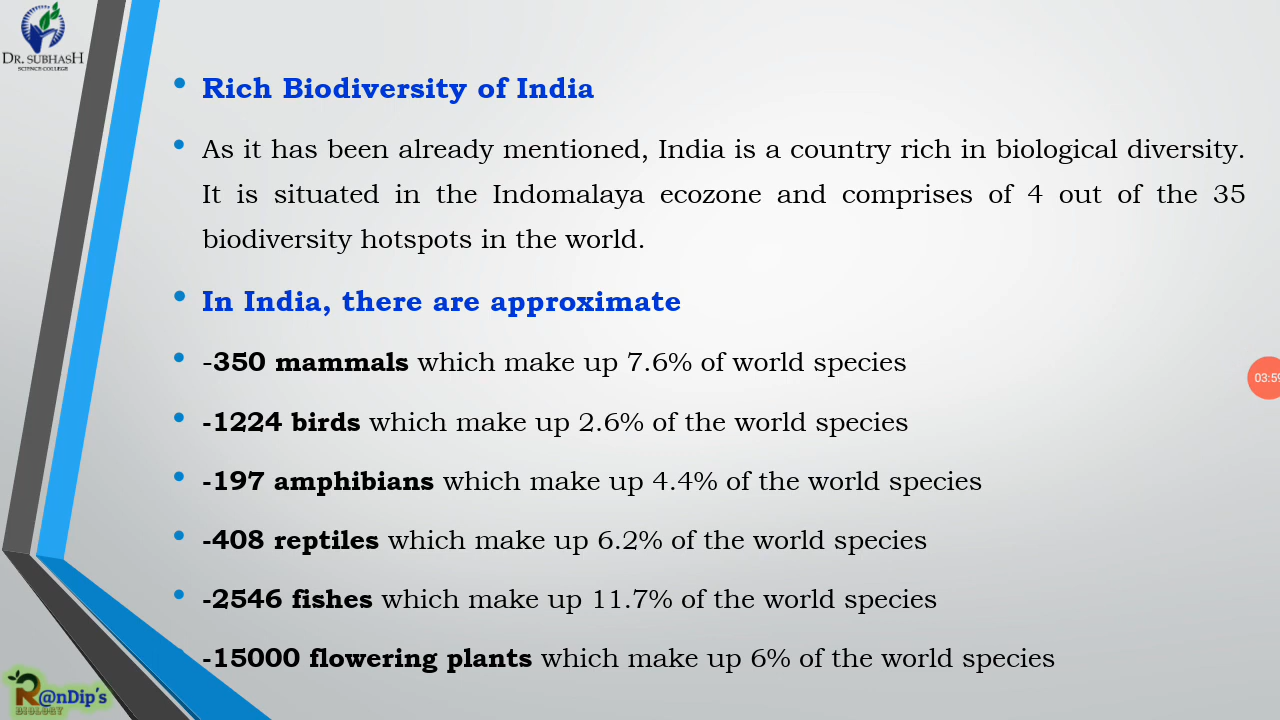 DR. SUBHASH
SCIENCE COLLEGE
• Rich Biodiversity of India
• As it has been already mentioned, India is a country rich in biological diversity.
It is situated in the Indomalaya ecozone and comprises of 4 out of the 35
biodiversity hotspots in the world.
• In India, there are approximate
• -350 mammals which make up 7.6% of world species
• -1224 birds which make up 2.6% of the world species
• -197 amphibians which make up 4.4% of the world species
• -408 reptiles which make up 6.2% of the world species
• -2546 fishes which make up 11.7% of the world species
• -15000 flowering plants which make up 6% of the world species
03:59
R@nDip's
BIOLOGY